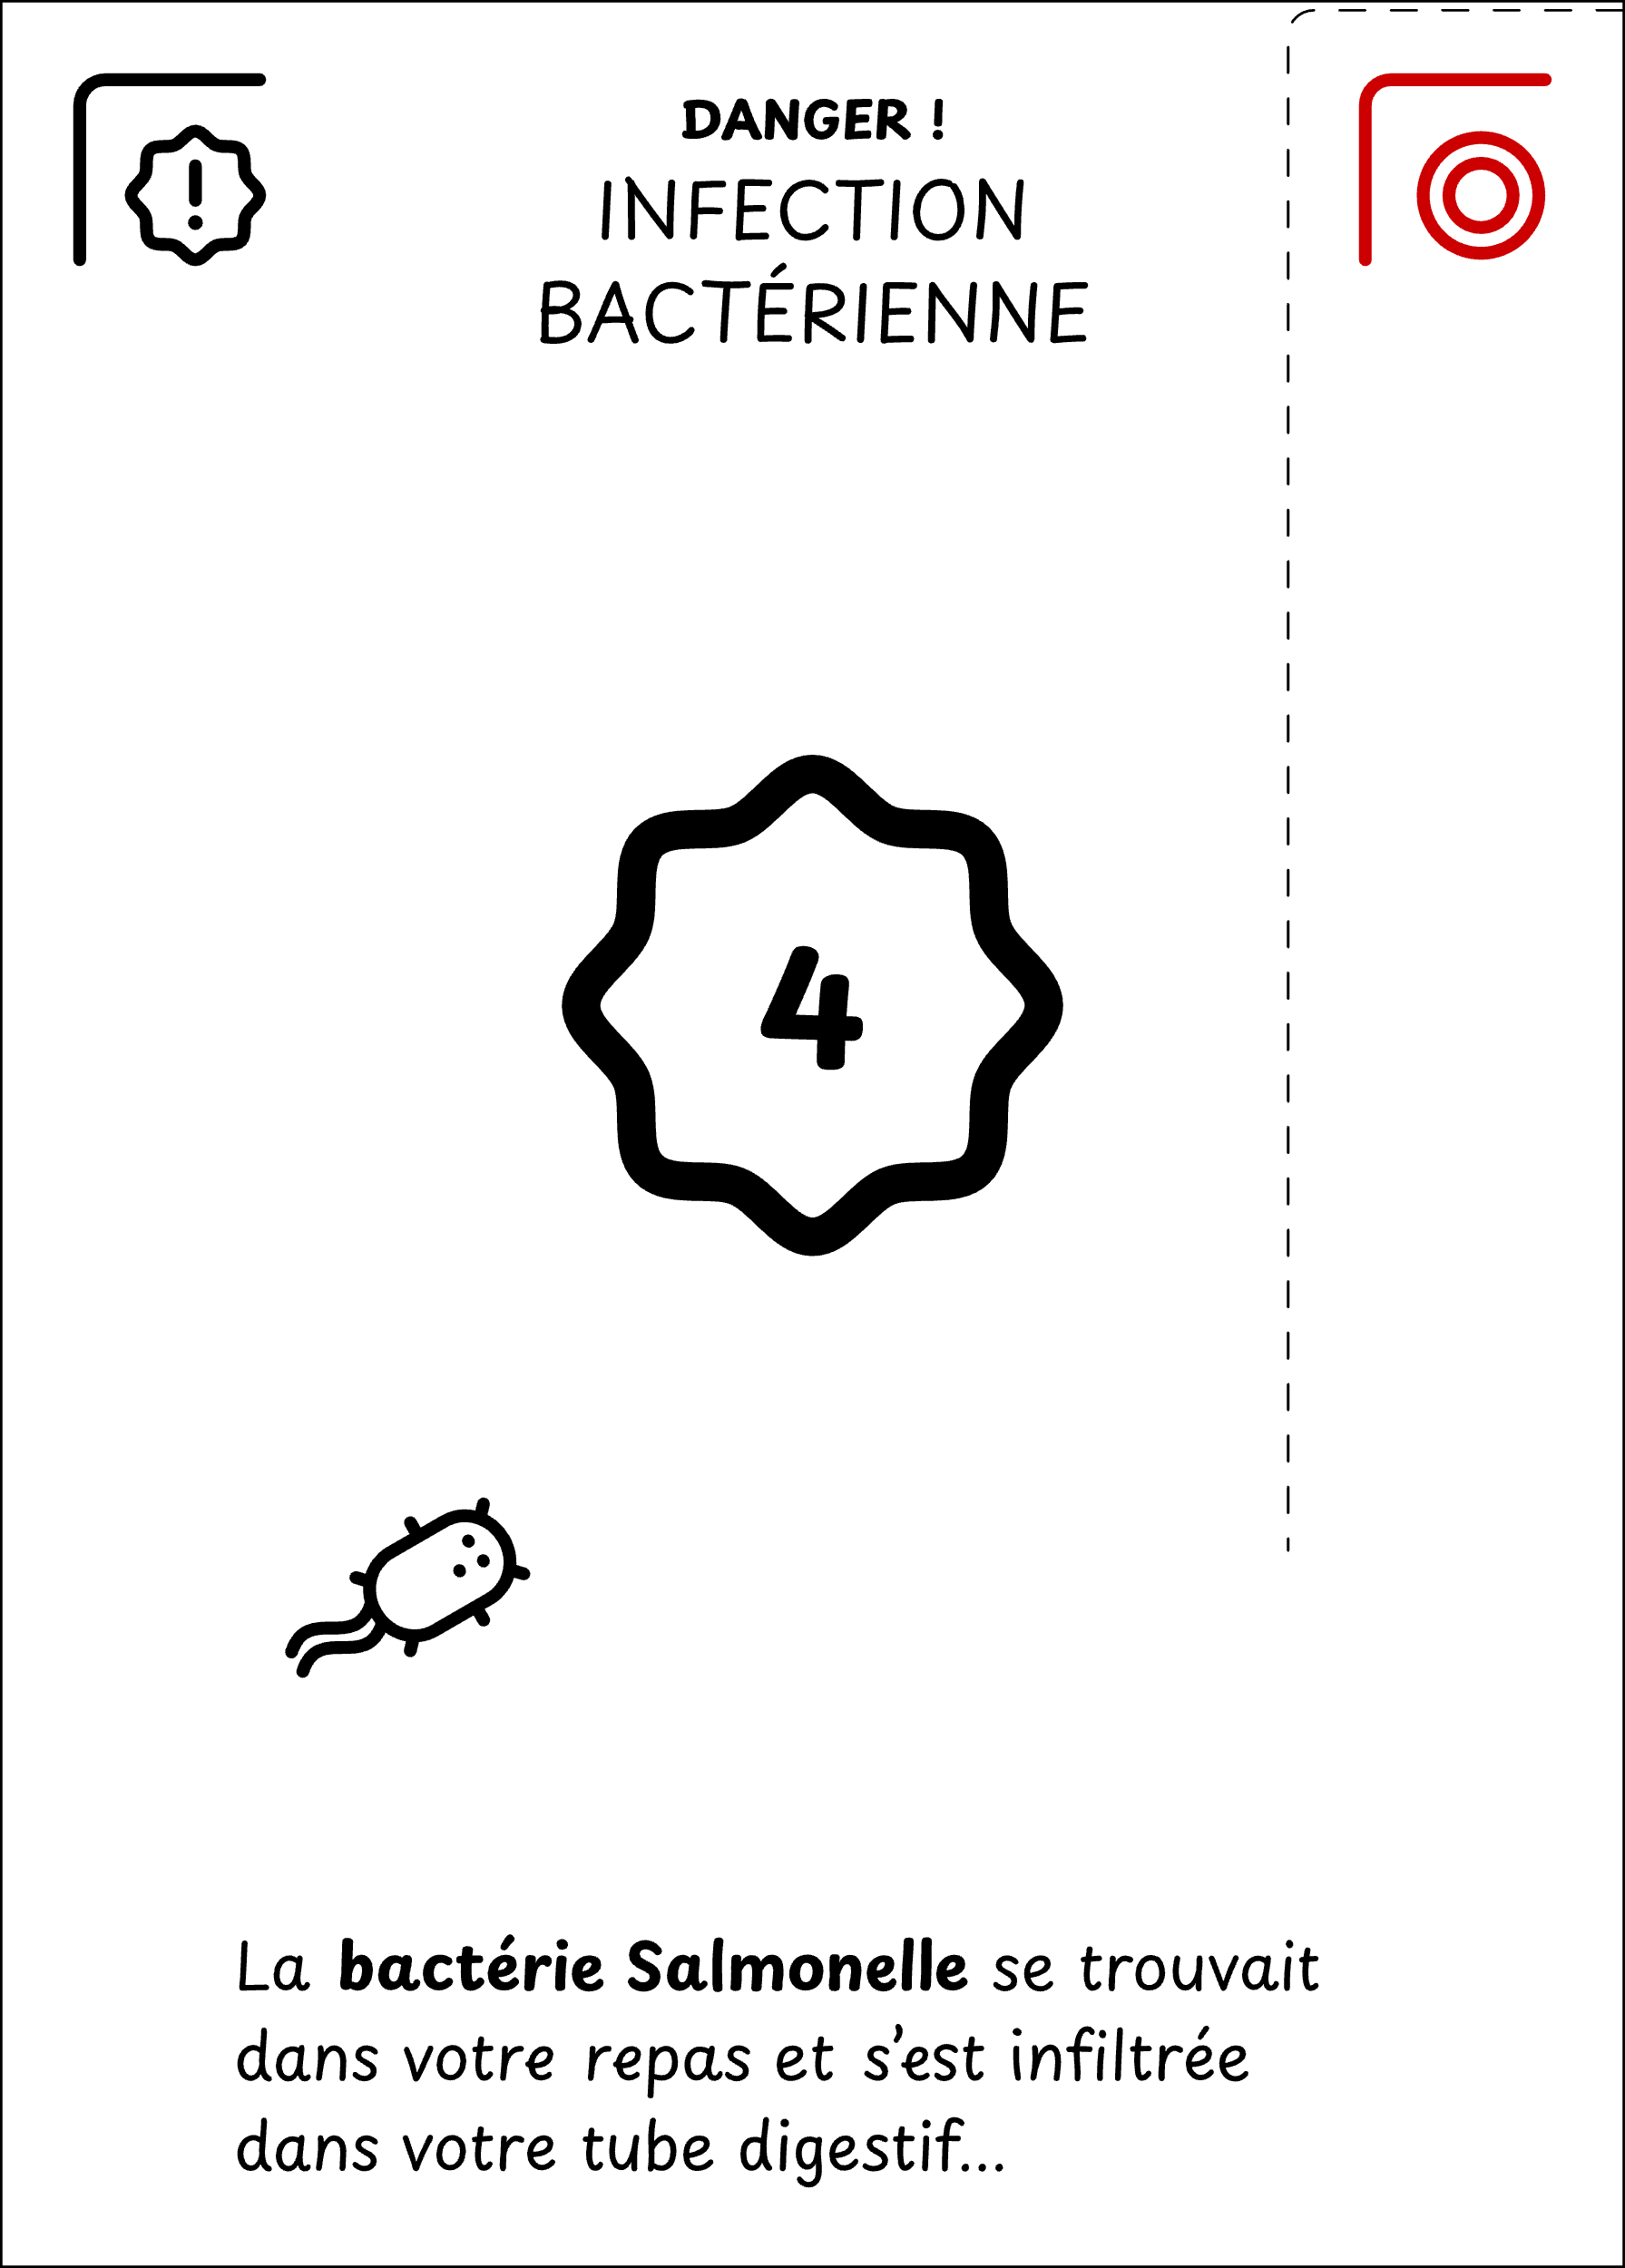 !
DANGER !
INFECTION
BACTÉRIENNE
4
La bactérie Salmonelle se trouvait
dans votre repas et s’est infiltrée
dans votre tube digestif...